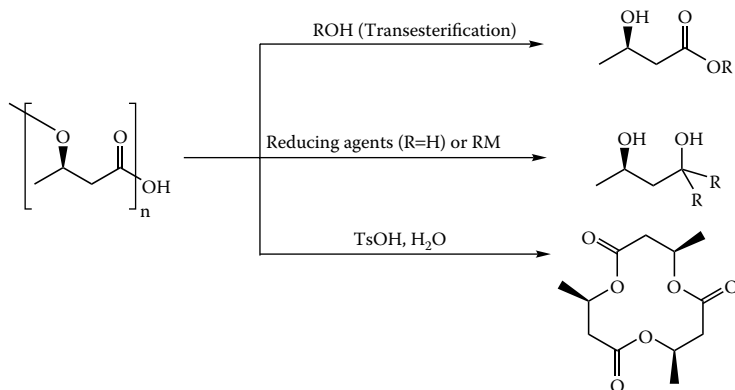 ROH (Transesterification)
OH
O
OR
O
O
OH
n
Reducing agents (R=H) or RM
OH
OH
R
R
TsOH, H₂O
O
O
O
O
O
O